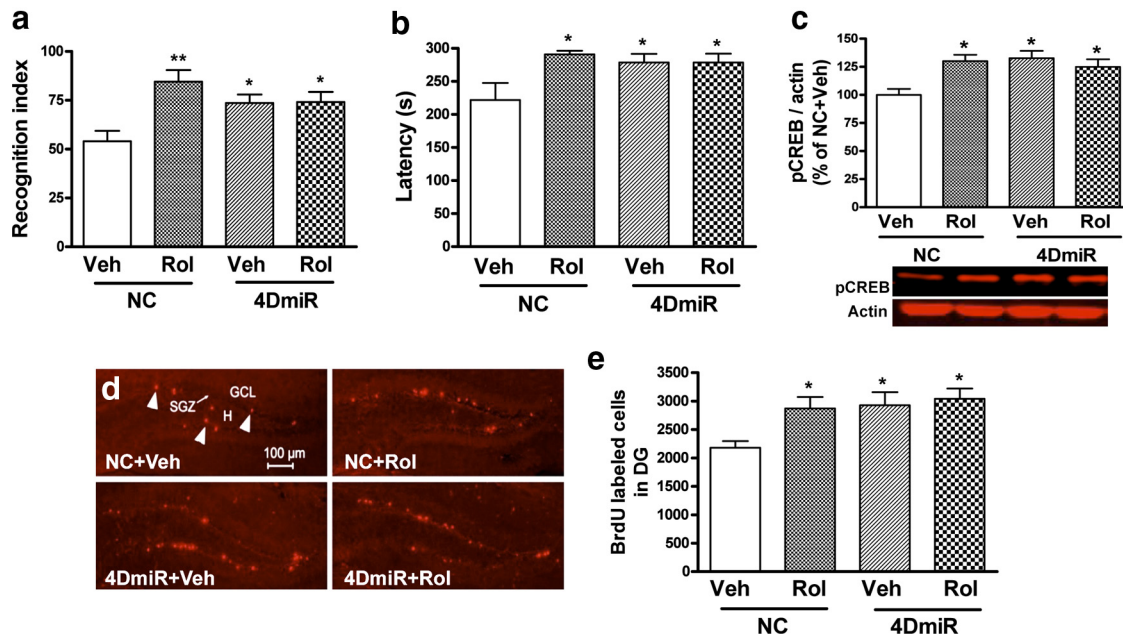 a
Recognition index
100
75
50
25
0
**
*
*
Veh Rol Veh Rol
NC 4DmiR
b
Latency (s)
300
250
200
150
100
50
0
*
*
*
Veh Rol Veh Rol
NC 4DmiR
c
pCREB / actin
(% of NC+Veh)
150
125
100
75
50
25
0
*
*
*
Veh Rol Veh Rol
NC 4DmiR
pCREB
Actin
d
SGZ
GCL
H
100 µm
NC+Veh
NC+Rol
4DmiR+Veh
4DmiR+Rol
e
BrdU labeled cells
in DG
3500
3000
2500
2000
1500
1000
500
0
*
*
*
Veh Rol Veh Rol
NC 4DmiR